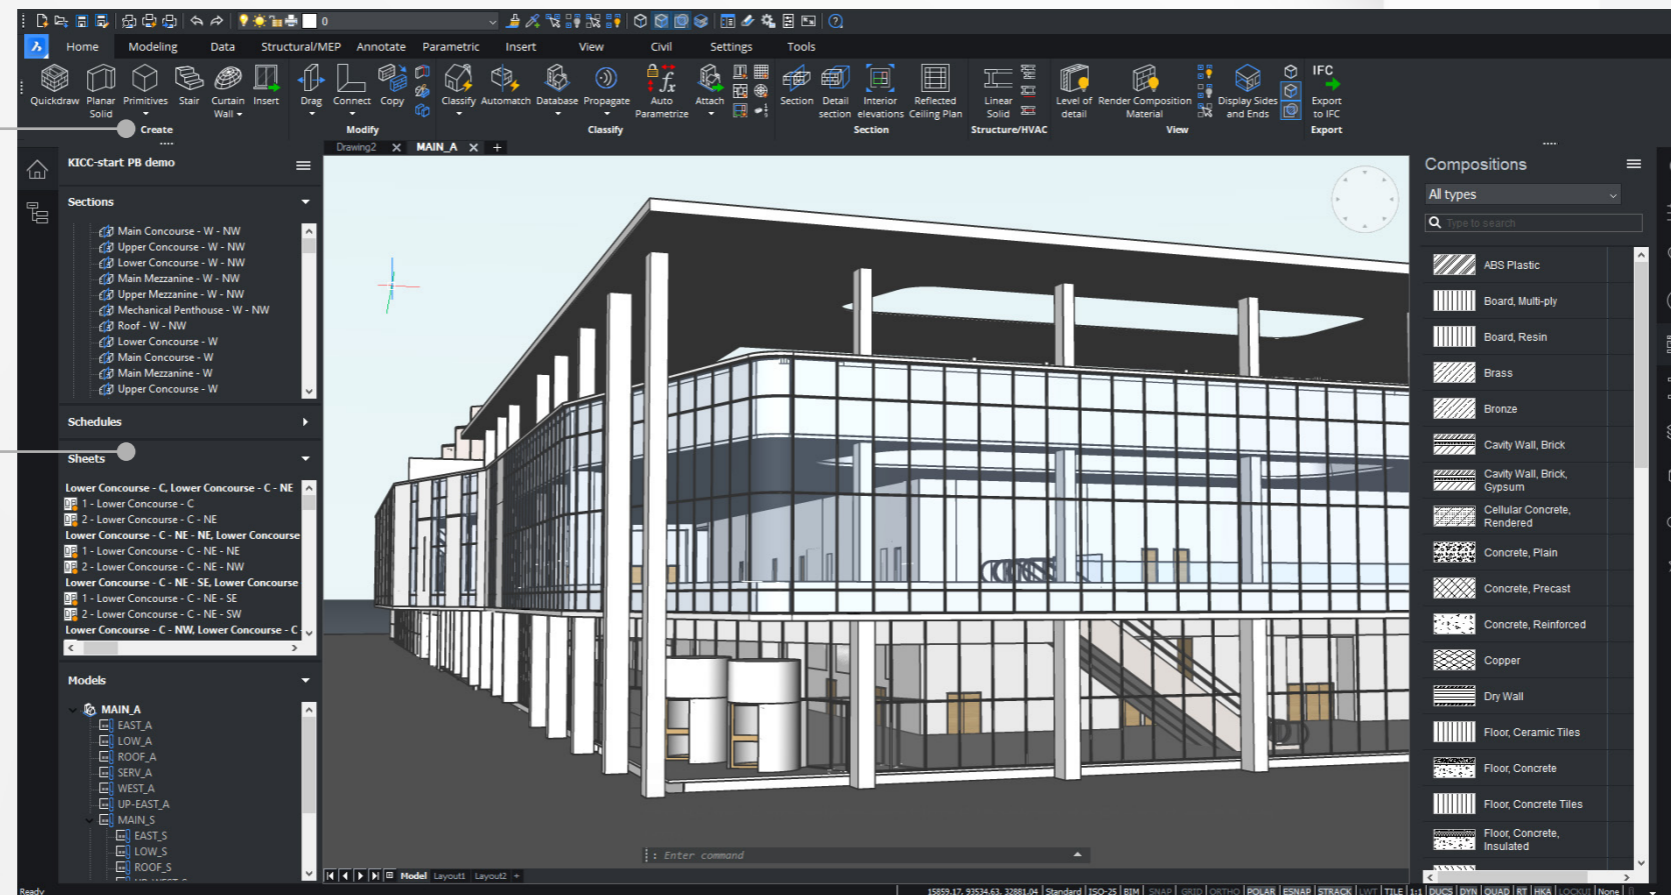 0
Home Modeling Data Structural/MEP Annotate Parametric Insert View Civil Settings Tools
IFC
Quickdraw Planar Solid Primitives Stair Curtain Wall Insert Drag Connect Copy Classify Automatch Database Propagate Auto Parametrize Attach Section Detail section Interior elevations Reflected Ceiling Plan Linear Solid Level of detail Render Composition Material Display Sides and Ends Export to IFC
Create Modify Classify Section Structure/HVAC View Export
Drawing2 MAIN_A
KICC-start PB demo
Sections
Main Concourse - W - NW
Upper Concourse - W - NW
Lower Concourse - W - NW
Main Mezzanine - W - NW
Upper Mezzanine - W - NW
Mechanical Penthouse - W - NW
Roof - W - NW
Lower Concourse - W
Main Concourse - W
Main Mezzanine - W
Upper Concourse - W
Schedules
Sheets
Lower Concourse - C, Lower Concourse - C - NE
1 - Lower Concourse - C
2 - Lower Concourse - C - NE
Lower Concourse - C - NE - NE, Lower Concourse
1 - Lower Concourse - C - NE - NE
2 - Lower Concourse - C - NE - NW
Lower Concourse - C - NE - SE, Lower Concourse
1 - Lower Concourse - C - NE - SE
2 - Lower Concourse - C - NE - SW
Lower Concourse - C - NW, Lower Concourse - C
Models
MAIN_A
EAST_A
LOW_A
ROOF_A
SERV_A
WEST_A
UP-EAST_A
MAIN_S
EAST_S
LOW_S
ROOF_S
Compositions
All types
Type to search
ABS Plastic
Board, Multi-ply
Board, Resin
Brass
Bronze
Cavity Wall, Brick
Cavity Wall, Brick,
Gypsum
Cellular Concrete,
Rendered
Concrete, Plain
Concrete, Precast
Concrete, Reinforced
Copper
Dry Wall
Floor, Ceramic Tiles
Floor, Concrete
Floor, Concrete Tiles
Floor, Concrete,
Insulated
: Enter command
Model Layout1 Layout2
Ready 15859.17, 93534.63, 32881.04 Standard ISO-25 BIM SNAP GRID ORTHO POLAR ESNAP STRACK LWT TILE 1:1 DUCS DYN QUAD RT HKA LOCKUI None